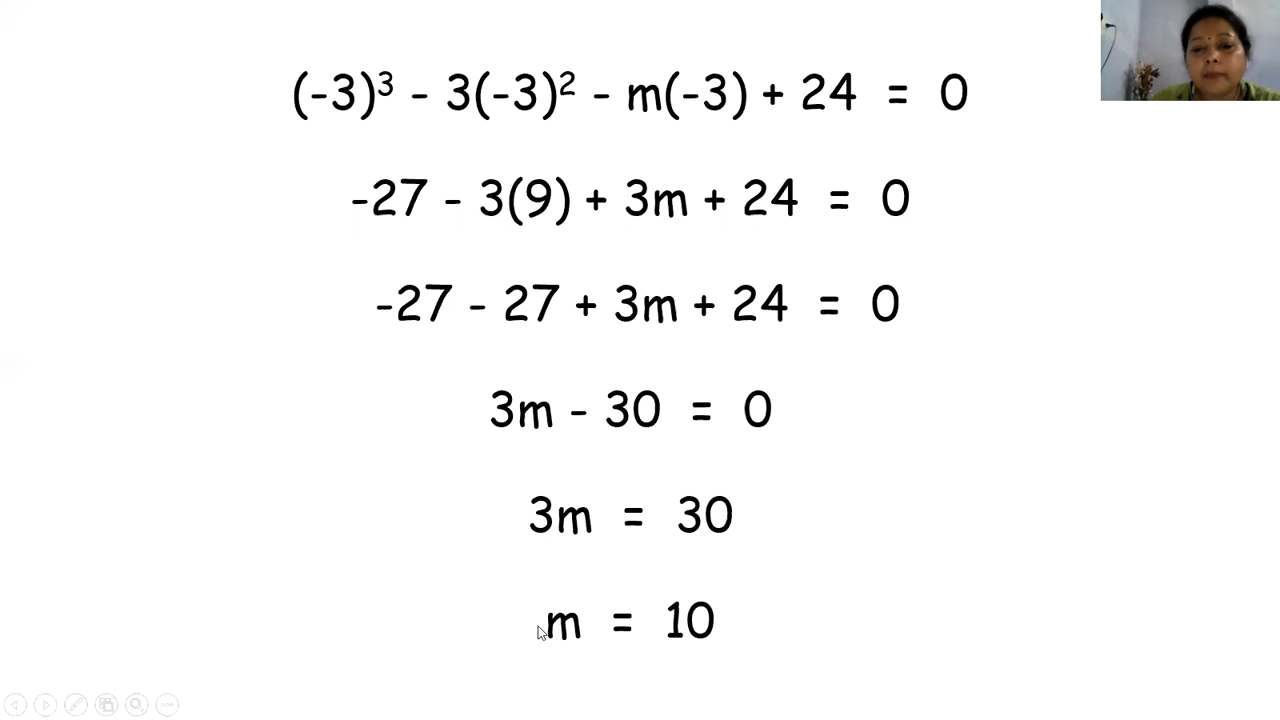 (-3)³ - 3(-3)² - m(-3) + 24 = 0
-27 - 3(9) + 3m + 24 = 0
-27 - 27 + 3m + 24 = 0
3m - 30 = 0
3m = 30
m = 10